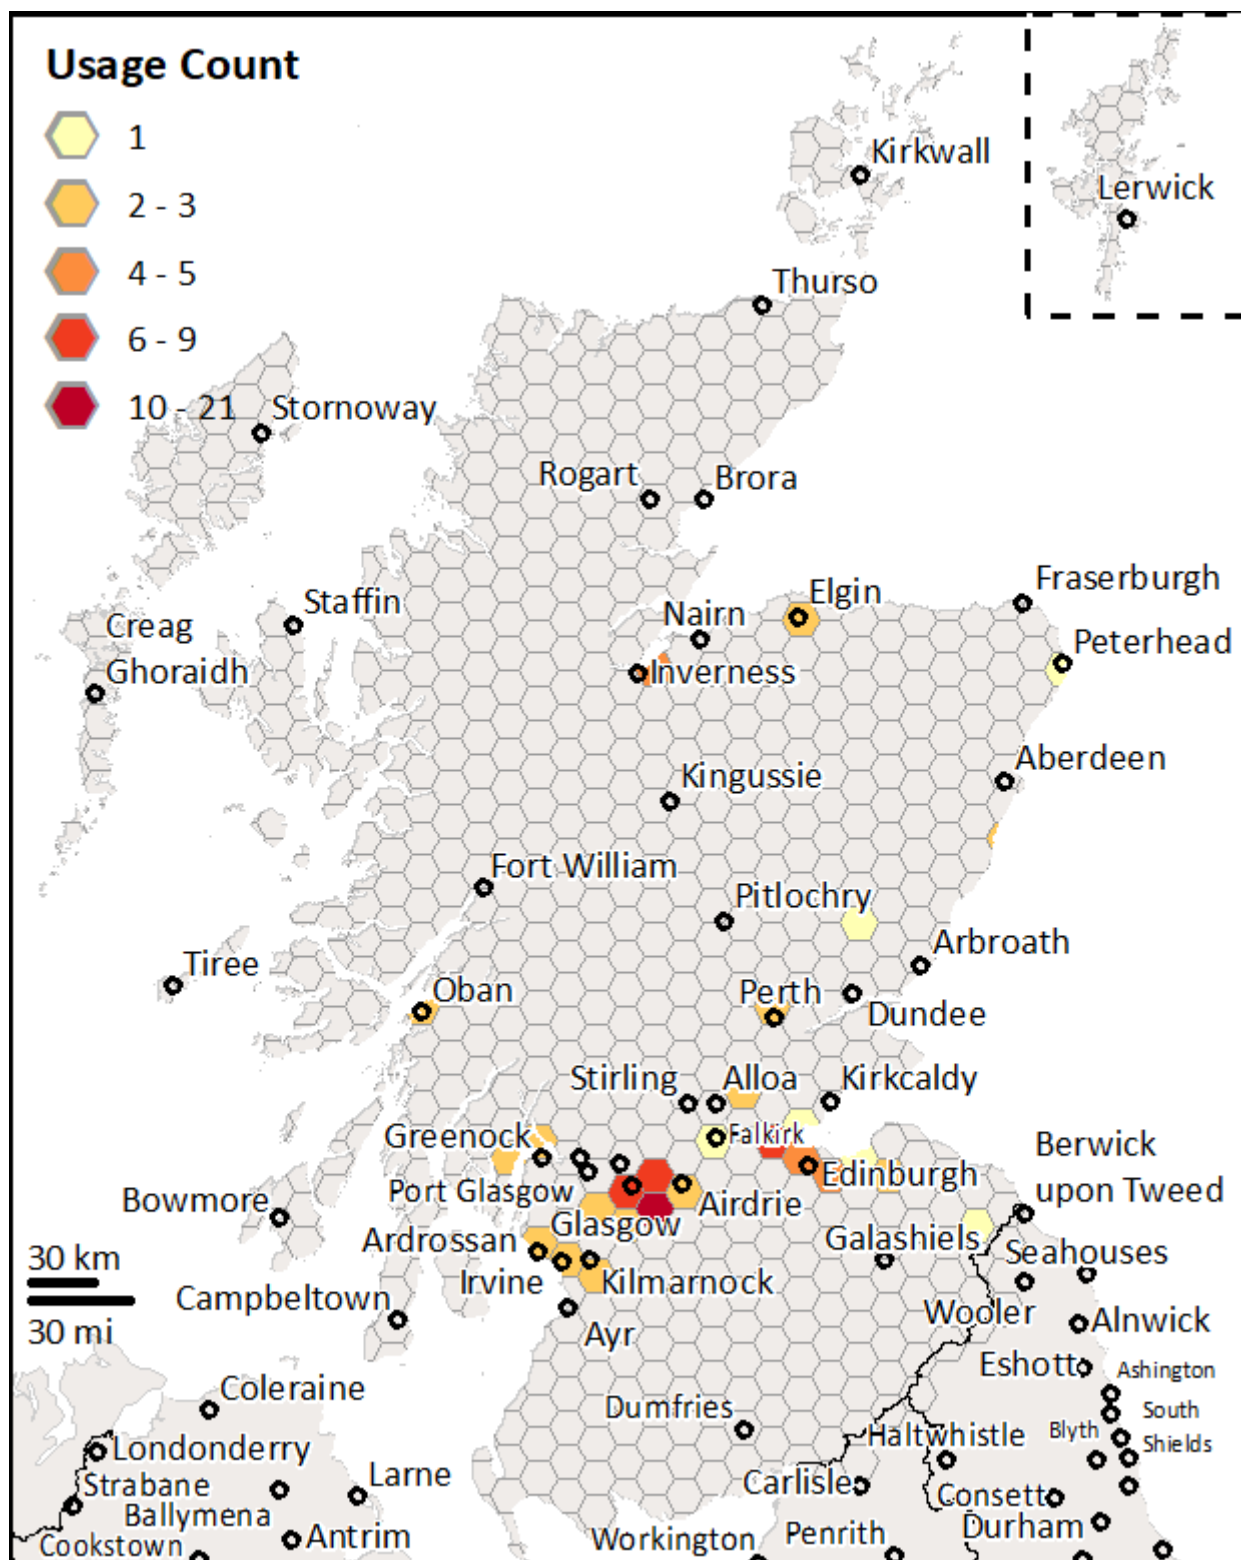 Usage Count
1
2 - 3
4 - 5
6 - 9
10 - 21
Kirkwall
Lerwick
Thurso
Stornoway
Rogart
Brora
Fraserburgh
Elgin
Staffin
Nairn
Creag
Ghoraidh
Peterhead
Inverness
Aberdeen
Kingussie
Fort William
Pitlochry
Arbroath
Tiree
Oban
Perth
Dundee
Stirling
Alloa
Kirkcaldy
Greenock
Falkirk
Berwick
upon Tweed
Edinburgh
Port Glasgow
Airdrie
Bowmore
Glasgow
Ardrossan
Galashiels
Seahouses
30 km
Irvine
Kilmarnock
Campbeltown
Wooler
30 mi
Ayr
Alnwick
Eshott
Ashington
Coleraine
Dumfries
South
Shields
Blyth
Haltwhistle
Londonderry
Larne
Strabane
Carlisle
Consett
Ballymena
Durham
Antrim
Workington
Penrith
Cookstown